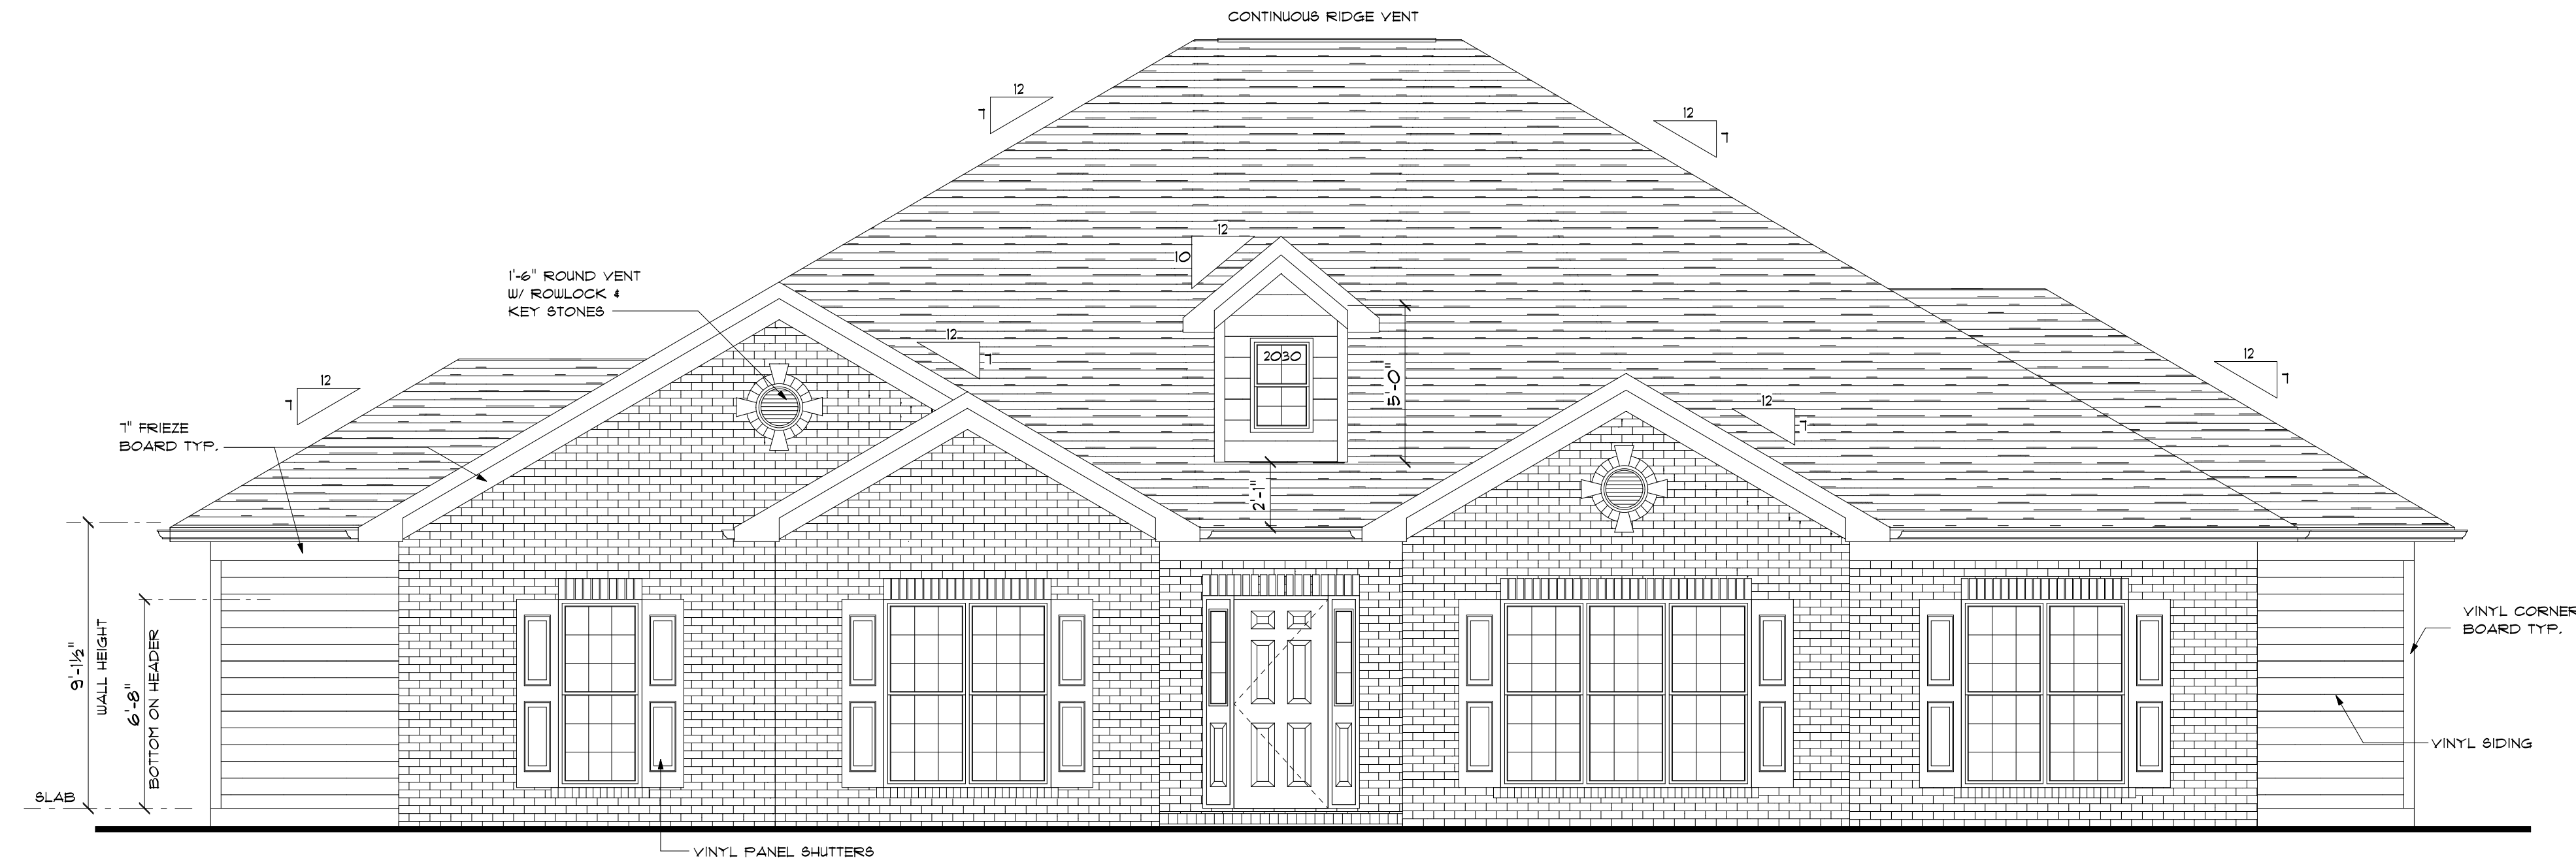 CONTINUOUS RIDGE VENT
12
7
12
7
12
10
1'-6" ROUND VENT
W/ ROWLOCK &
KEY STONES
12
7
2030
5'-0"
12
7
12
7
12
7
7" FRIEZE
BOARD TYP.
2'-1"
9'-1½"
WALL HEIGHT
6'-8"
BOTTOM ON HEADER
SLAB
VINYL CORNER
BOARD TYP.
VINYL SIDING
VINYL PANEL SHUTTERS